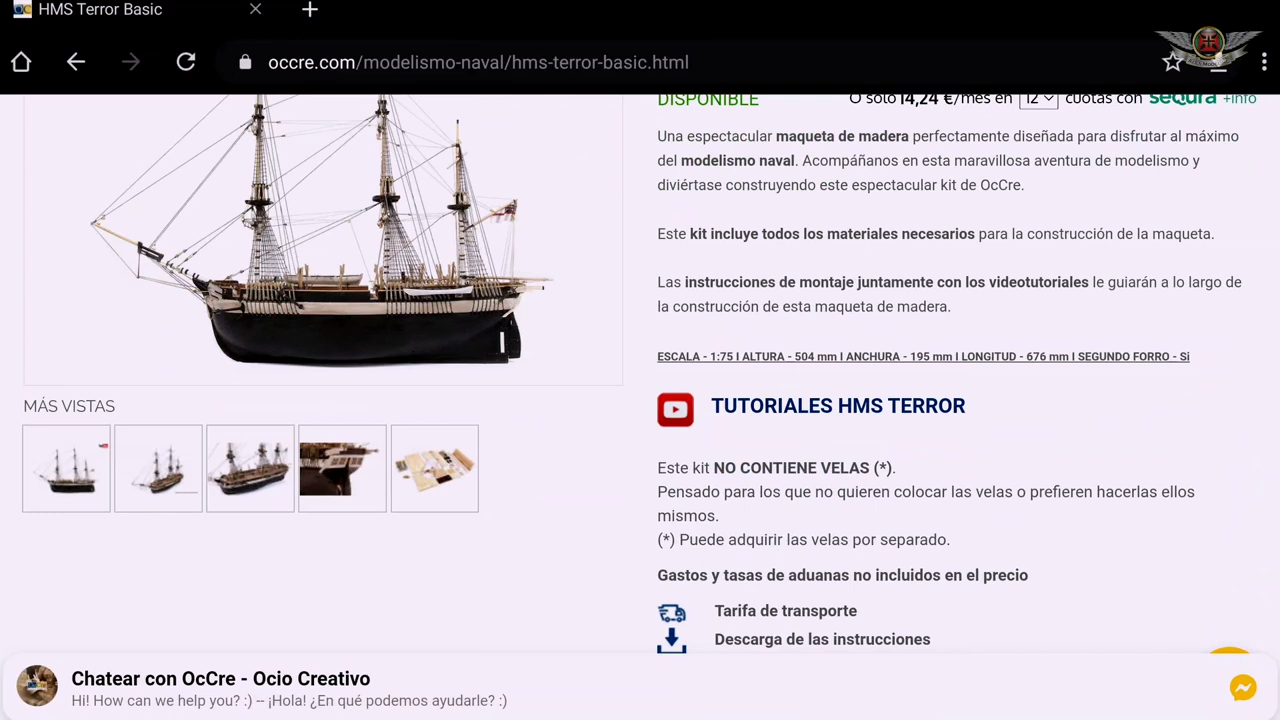 HMS Terror Basic
occre.com/modelismo-naval/hms-terror-basic.html
DISPONIBLE
O solo 14,24 €/mes en 12 cuotas con seQura +info
Una espectacular maqueta de madera perfectamente diseñada para disfrutar al máximo
del modelismo naval. Acompáñanos en esta maravillosa aventura de modelismo y
diviértase construyendo este espectacular kit de OcCre.
Este kit incluye todos los materiales necesarios para la construcción de la maqueta.
Las instrucciones de montaje juntamente con los videotutoriales le guiarán a lo largo de
la construcción de esta maqueta de madera.
ESCALA - 1:75 I ALTURA - 504 mm I ANCHURA - 195 mm I LONGITUD - 676 mm I SEGUNDO FORRO - Si
MÁS VISTAS
TUTORIALES HMS TERROR
Este kit NO CONTIENE VELAS (*).
Pensado para los que no quieren colocar las velas o prefieren hacerlas ellos
mismos.
(*) Puede adquirir las velas por separado.
Gastos y tasas de aduanas no incluidos en el precio
Tarifa de transporte
Descarga de las instrucciones
Chatear con OcCre - Ocio Creativo
Hi! How can we help you? :) -- ¡Hola! ¿En qué podemos ayudarle? :)